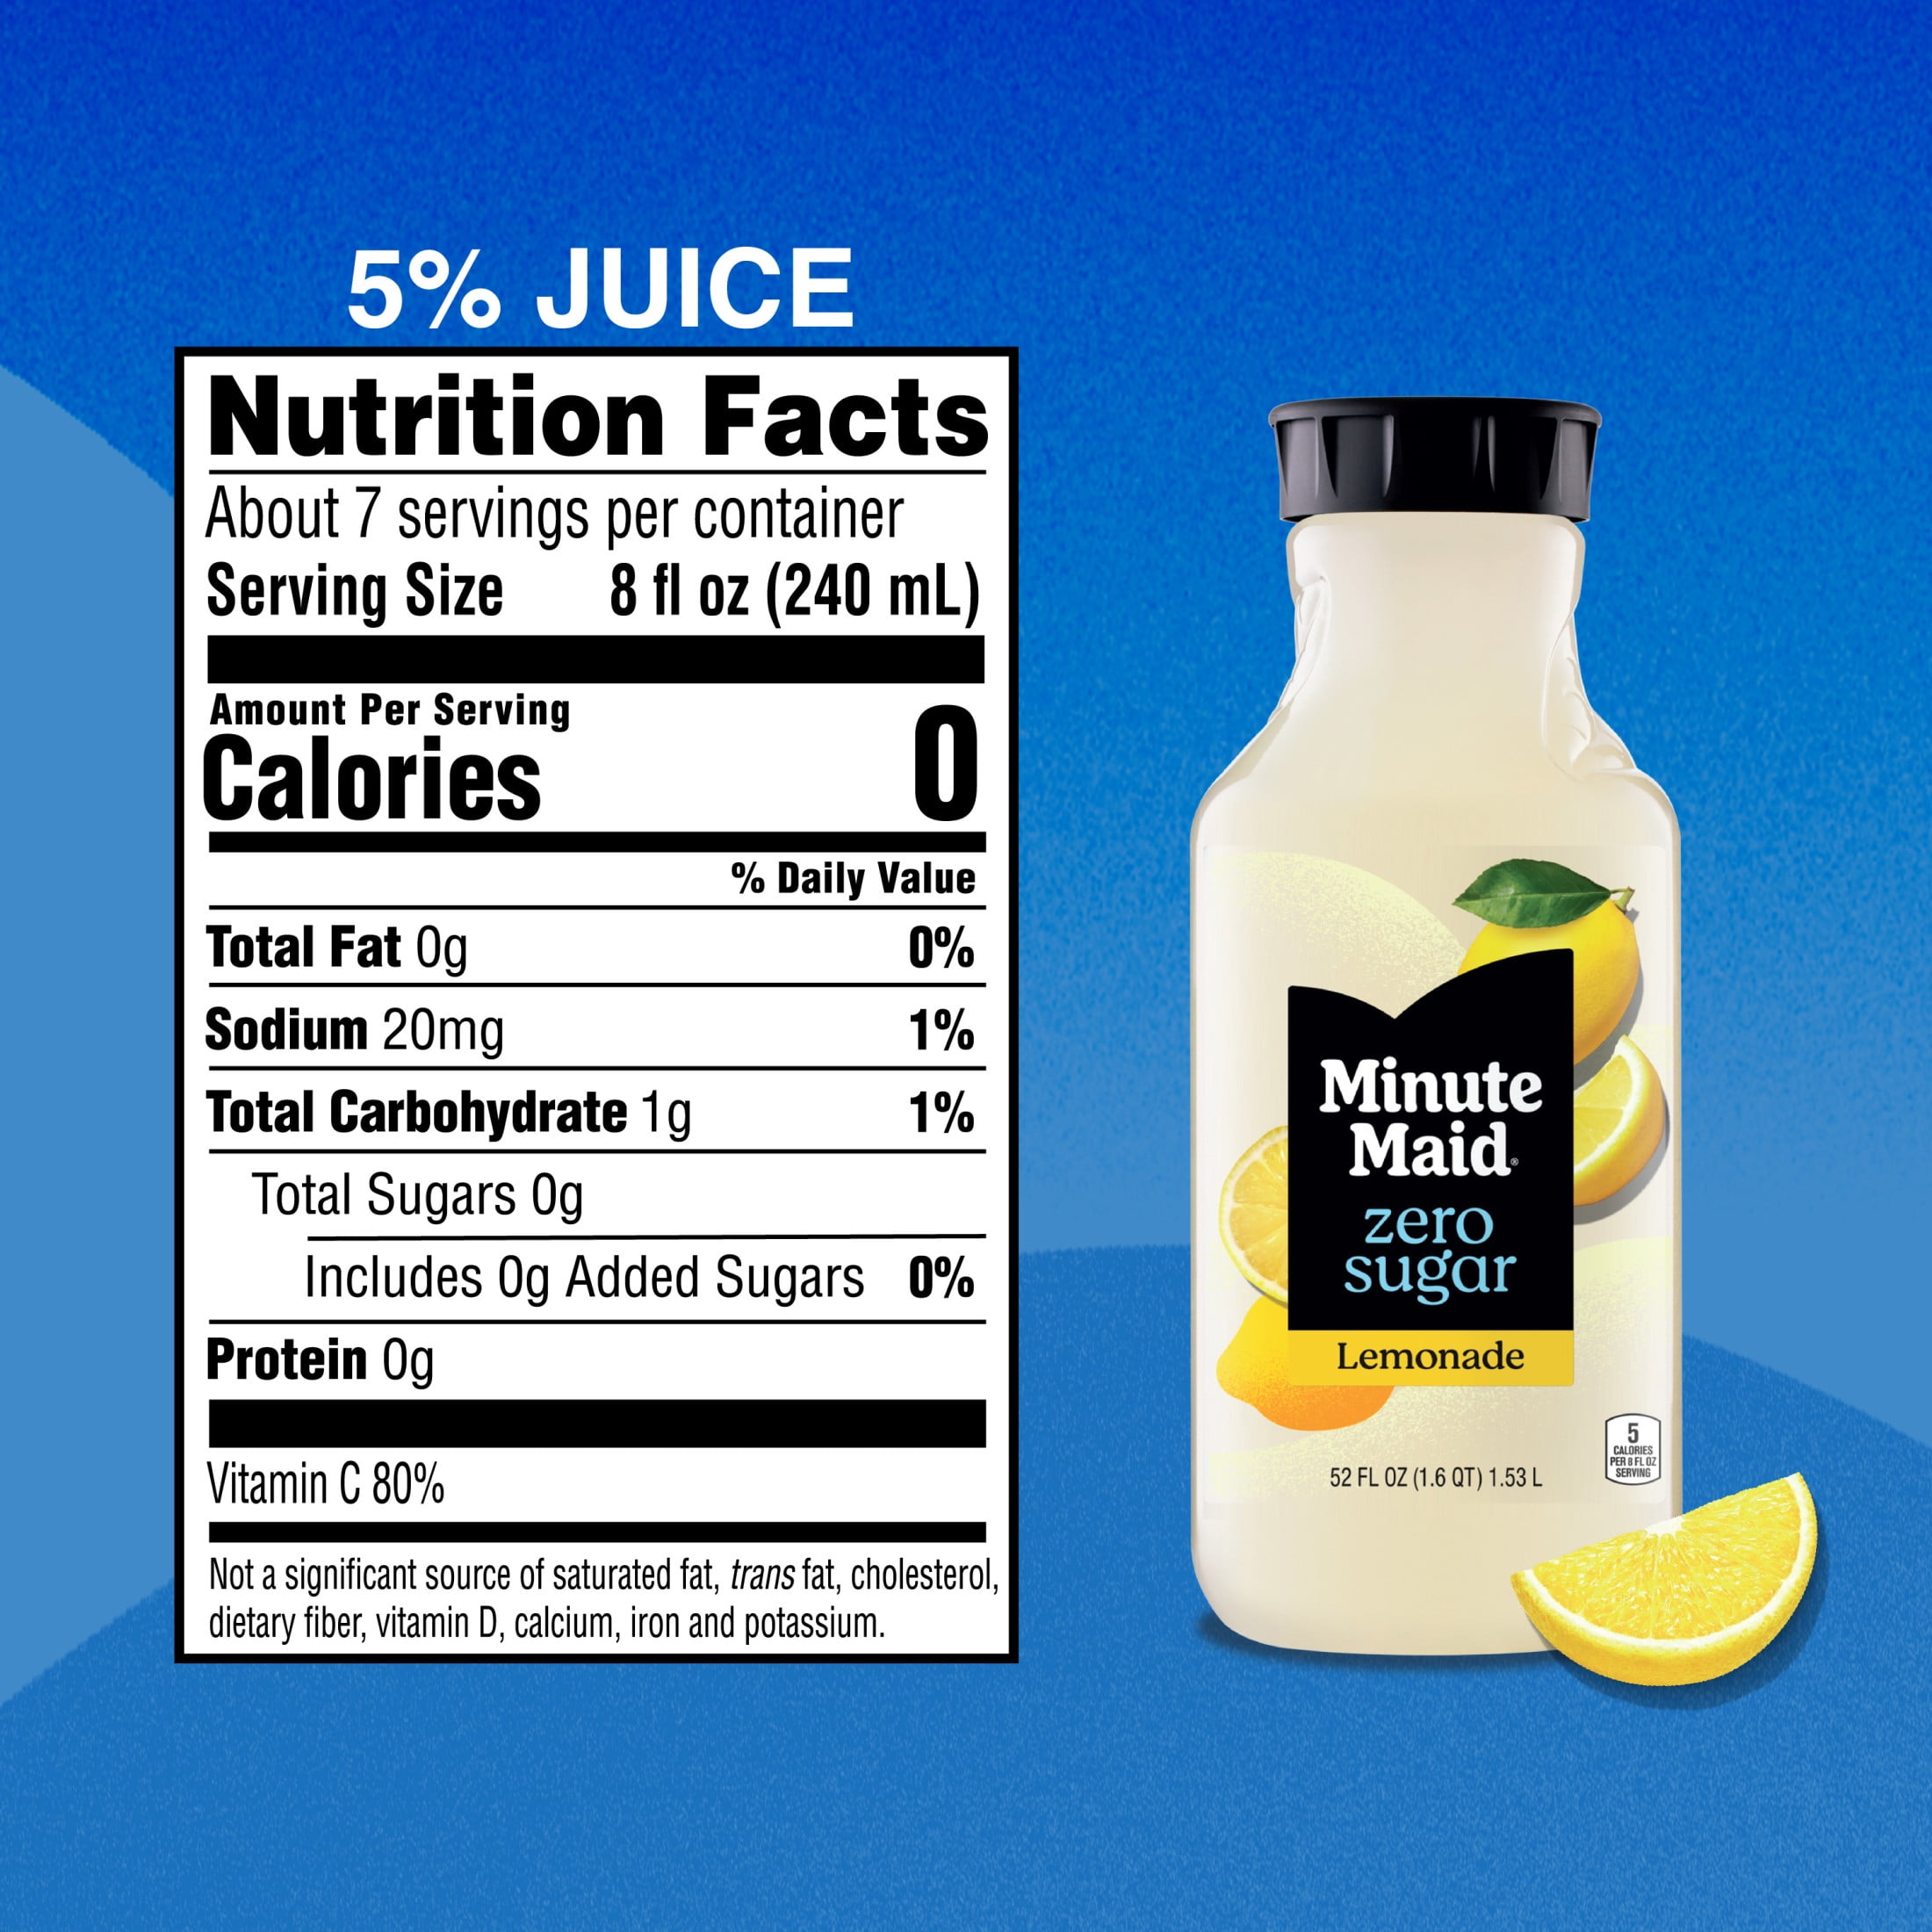 5% JUICE
Nutrition Facts
About 7 servings per container
Serving Size 8 fl oz (240 mL)
Amount Per Serving
Calories 0
% Daily Value
Total Fat 0g 0%
Sodium 20mg 1%
Total Carbohydrate 1g 1%
Total Sugars 0g
Includes 0g Added Sugars 0%
Protein 0g
Vitamin C 80%
Not a significant source of saturated fat, trans fat, cholesterol,
dietary fiber, vitamin D, calcium, iron and potassium.
Minute
Maid®
zero
sugar
Lemonade
5
CALORIES
PER 8 FL OZ
SERVING
52 FL OZ (1.6 QT) 1.53 L